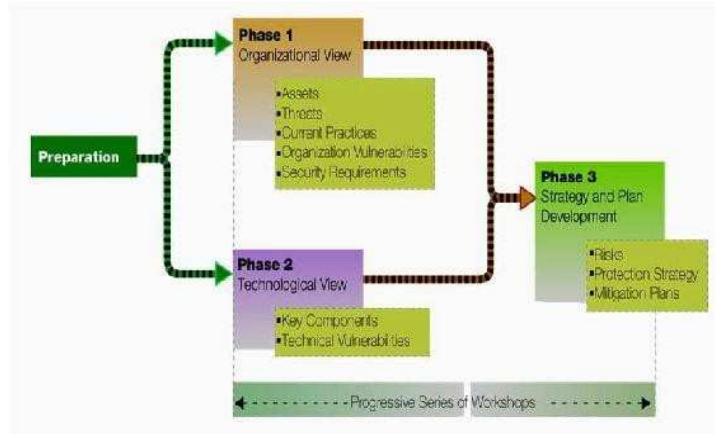 Phase 1
Organizational View
▪Assets
▪Threats
▪Current Practices
▪Organization Vulnerabilities
▪Security Requirements
Preparation
Phase 3
Strategy and Plan
Development
▪Risks
▪Protection Strategy
▪Mitigation Plans
Phase 2
Technological View
▪Key Components
▪Technical Vulnerabilities
Progressive Series of Workshops